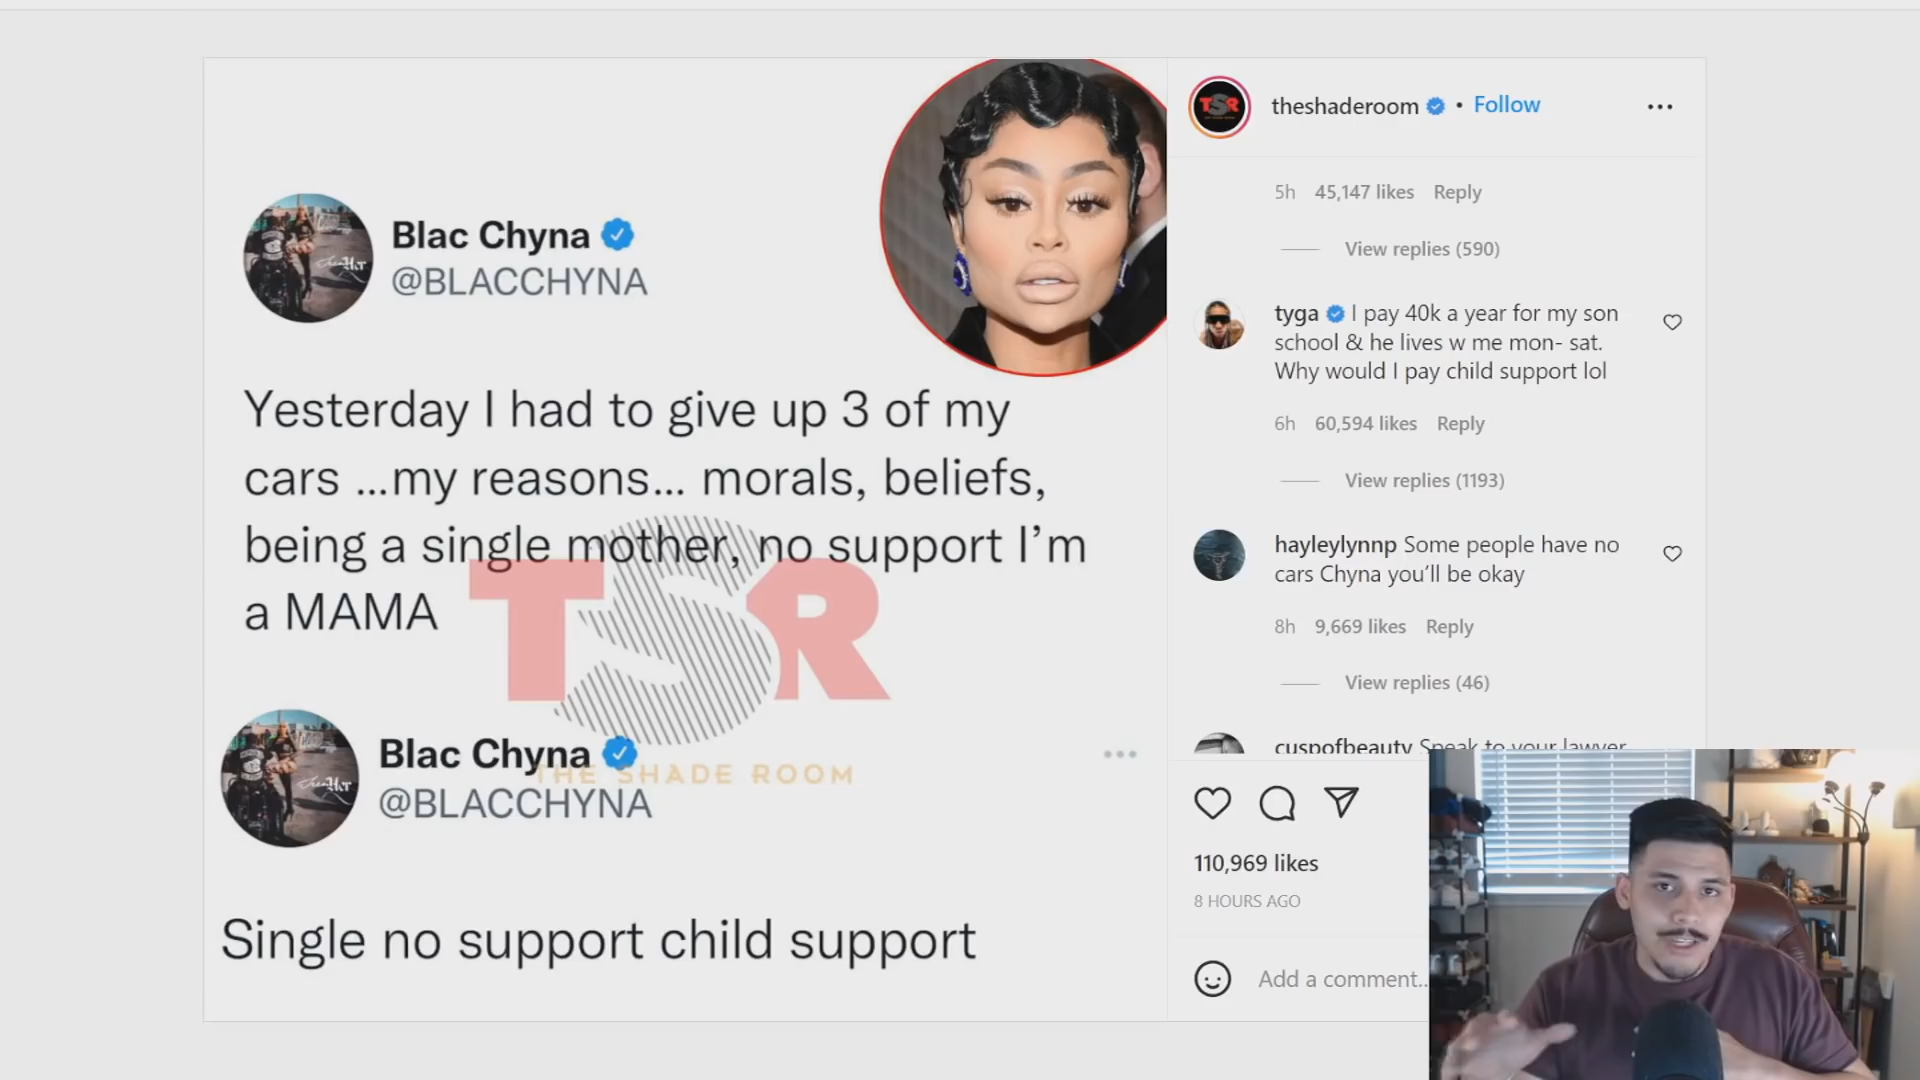 Blac Chyna
@BLACCHYNA
Yesterday I had to give up 3 of my
cars ...my reasons... morals, beliefs,
being a single mother, no support I’m
a MAMA
TSR
THE SHADE ROOM
Blac Chyna
@BLACCHYNA
Single no support child support
TSR
theshaderoom • Follow
5h 45,147 likes Reply
View replies (590)
tyga I pay 40k a year for my son
school & he lives w me mon- sat.
Why would I pay child support lol
6h 60,594 likes Reply
View replies (1193)
hayleylynnp Some people have no
cars Chyna you’ll be okay
8h 9,669 likes Reply
View replies (46)
cuspofbeauty Speak to your lawyer
110,969 likes
8 HOURS AGO
Add a comment..